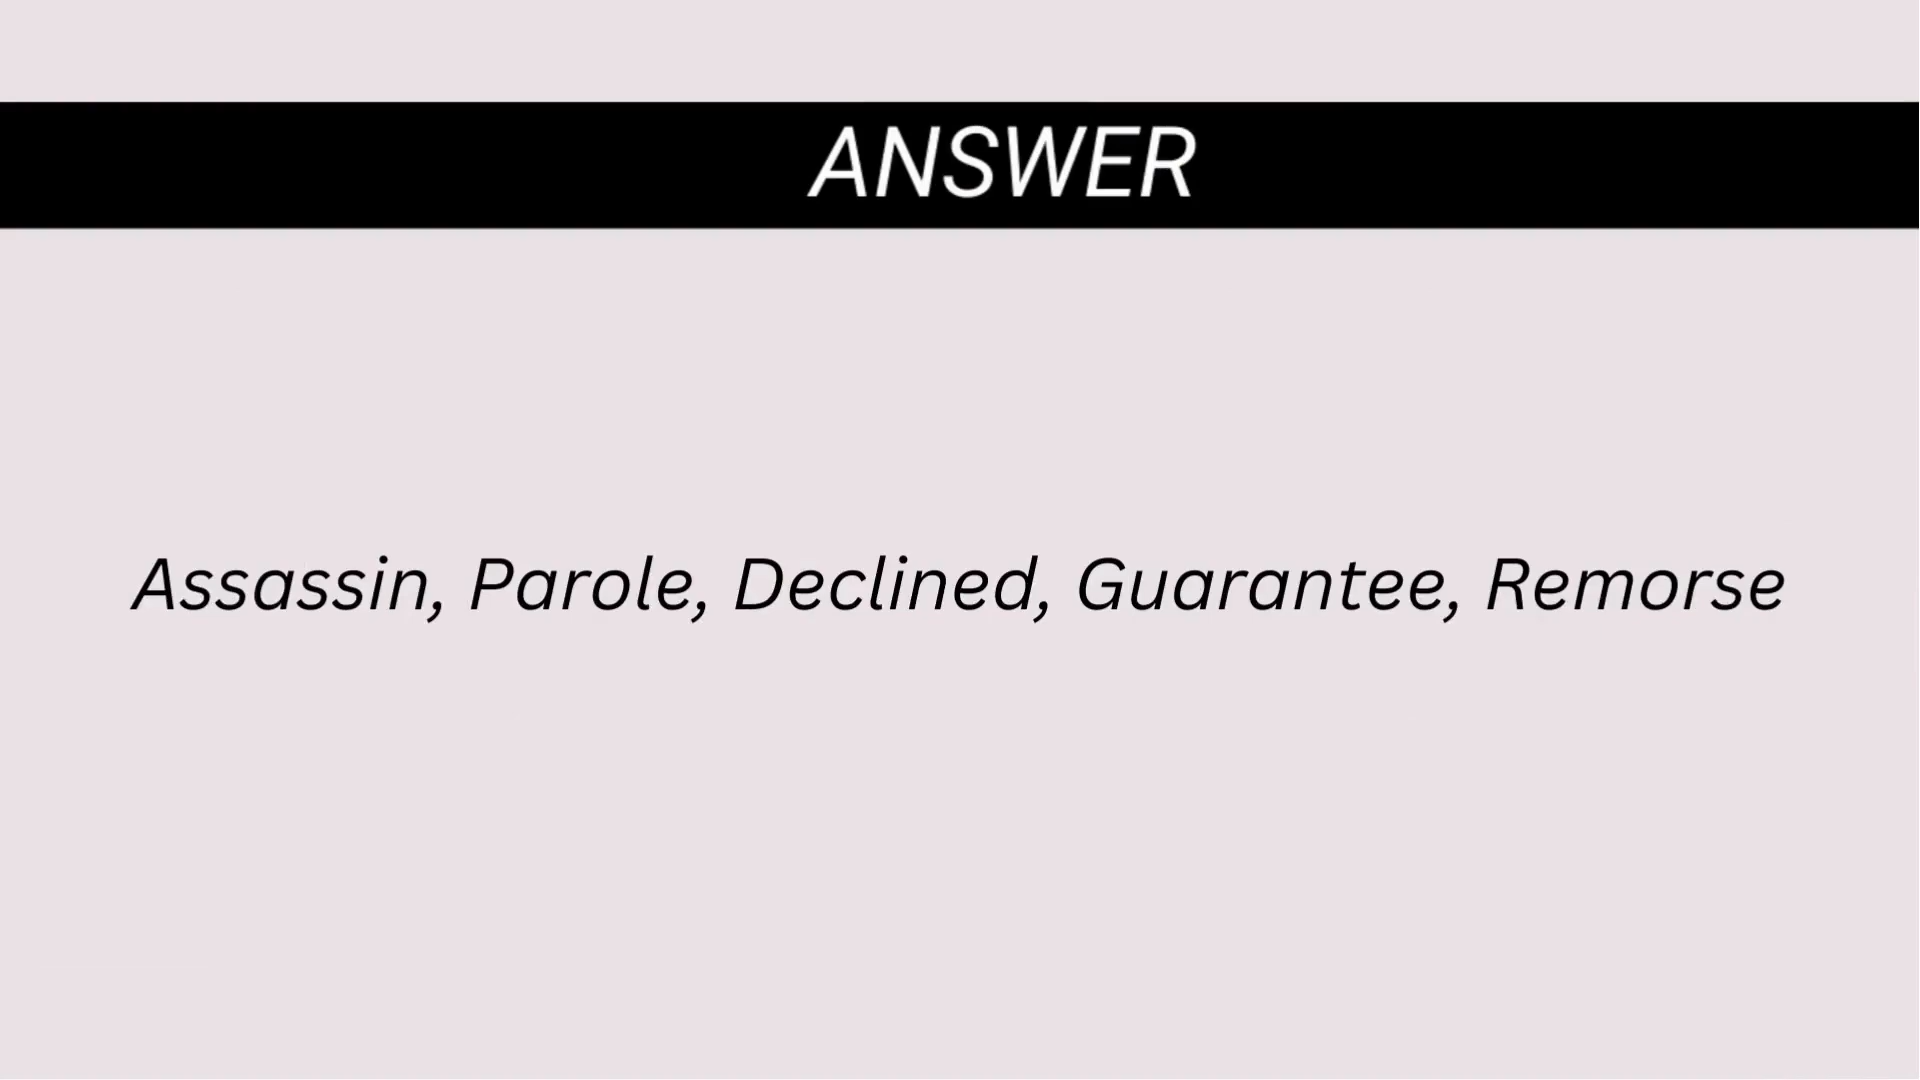 ANSWER
Assassin, Parole, Declined, Guarantee, Remorse